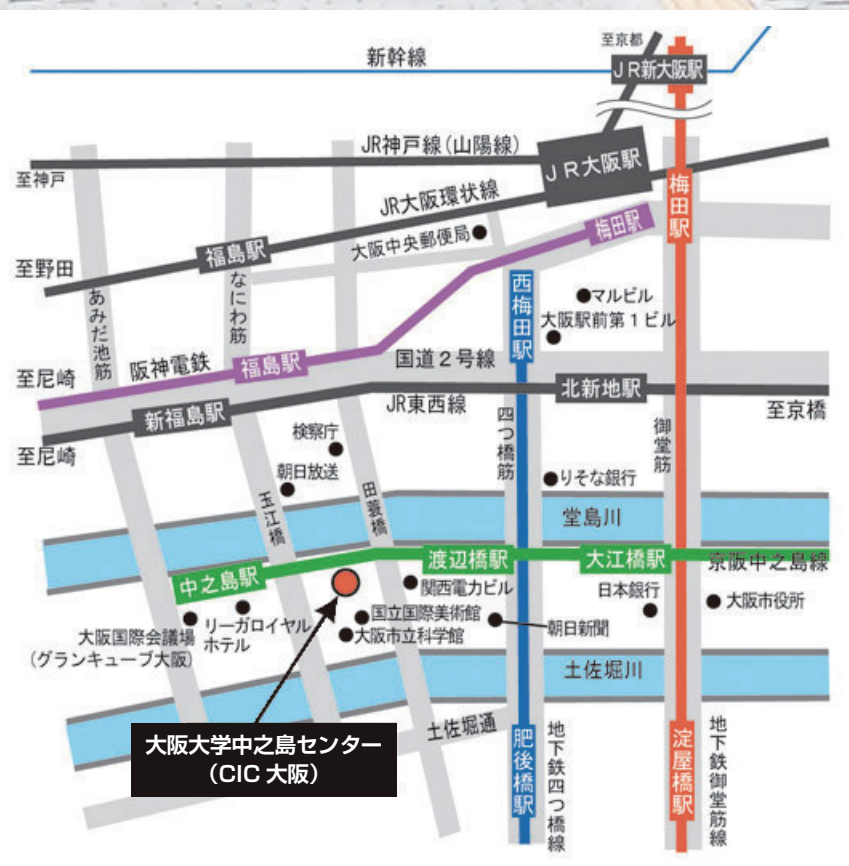 至京都
新幹線
JR新大阪駅
JR神戸線(山陽線)
JR大阪駅
至神戸
JR大阪環状線
梅田駅
梅田駅
大阪中央郵便局
福島駅
至野田
なにわ筋
あみだ池筋
西梅田駅
マルビル
大阪駅前第1ビル
阪神電鉄
福島駅
国道2号線
至尼崎
北新地駅
JR東西線
至京橋
新福島駅
至尼崎
検察庁
四つ橋筋
御堂筋
朝日放送
りそな銀行
玉江橋
田蓑橋
堂島川
渡辺橋駅
大江橋駅
京阪中之島線
中之島駅
関西電力ビル
日本銀行
大阪市役所
国立国際美術館
朝日新聞
リーガロイヤル
ホテル
大阪市立科学館
大阪国際会議場
(グランキューブ大阪)
土佐堀川
土佐堀通
大阪大学中之島センター
(CIC 大阪)
肥後橋駅
地下鉄四つ橋線
淀屋橋駅
地下鉄御堂筋線